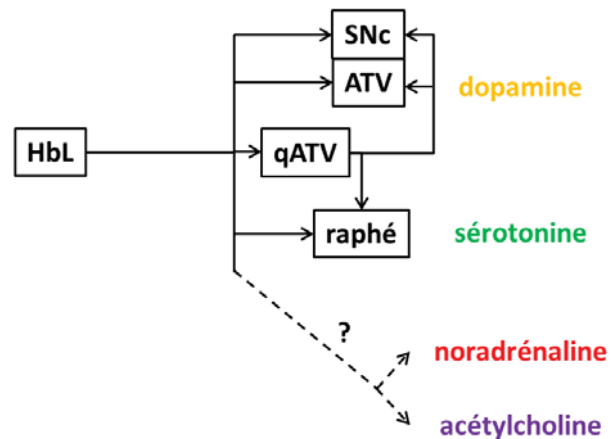 SNc
ATV
dopamine
HbL
qATV
raphé
sérotonine
?
noradrénaline
acétylcholine